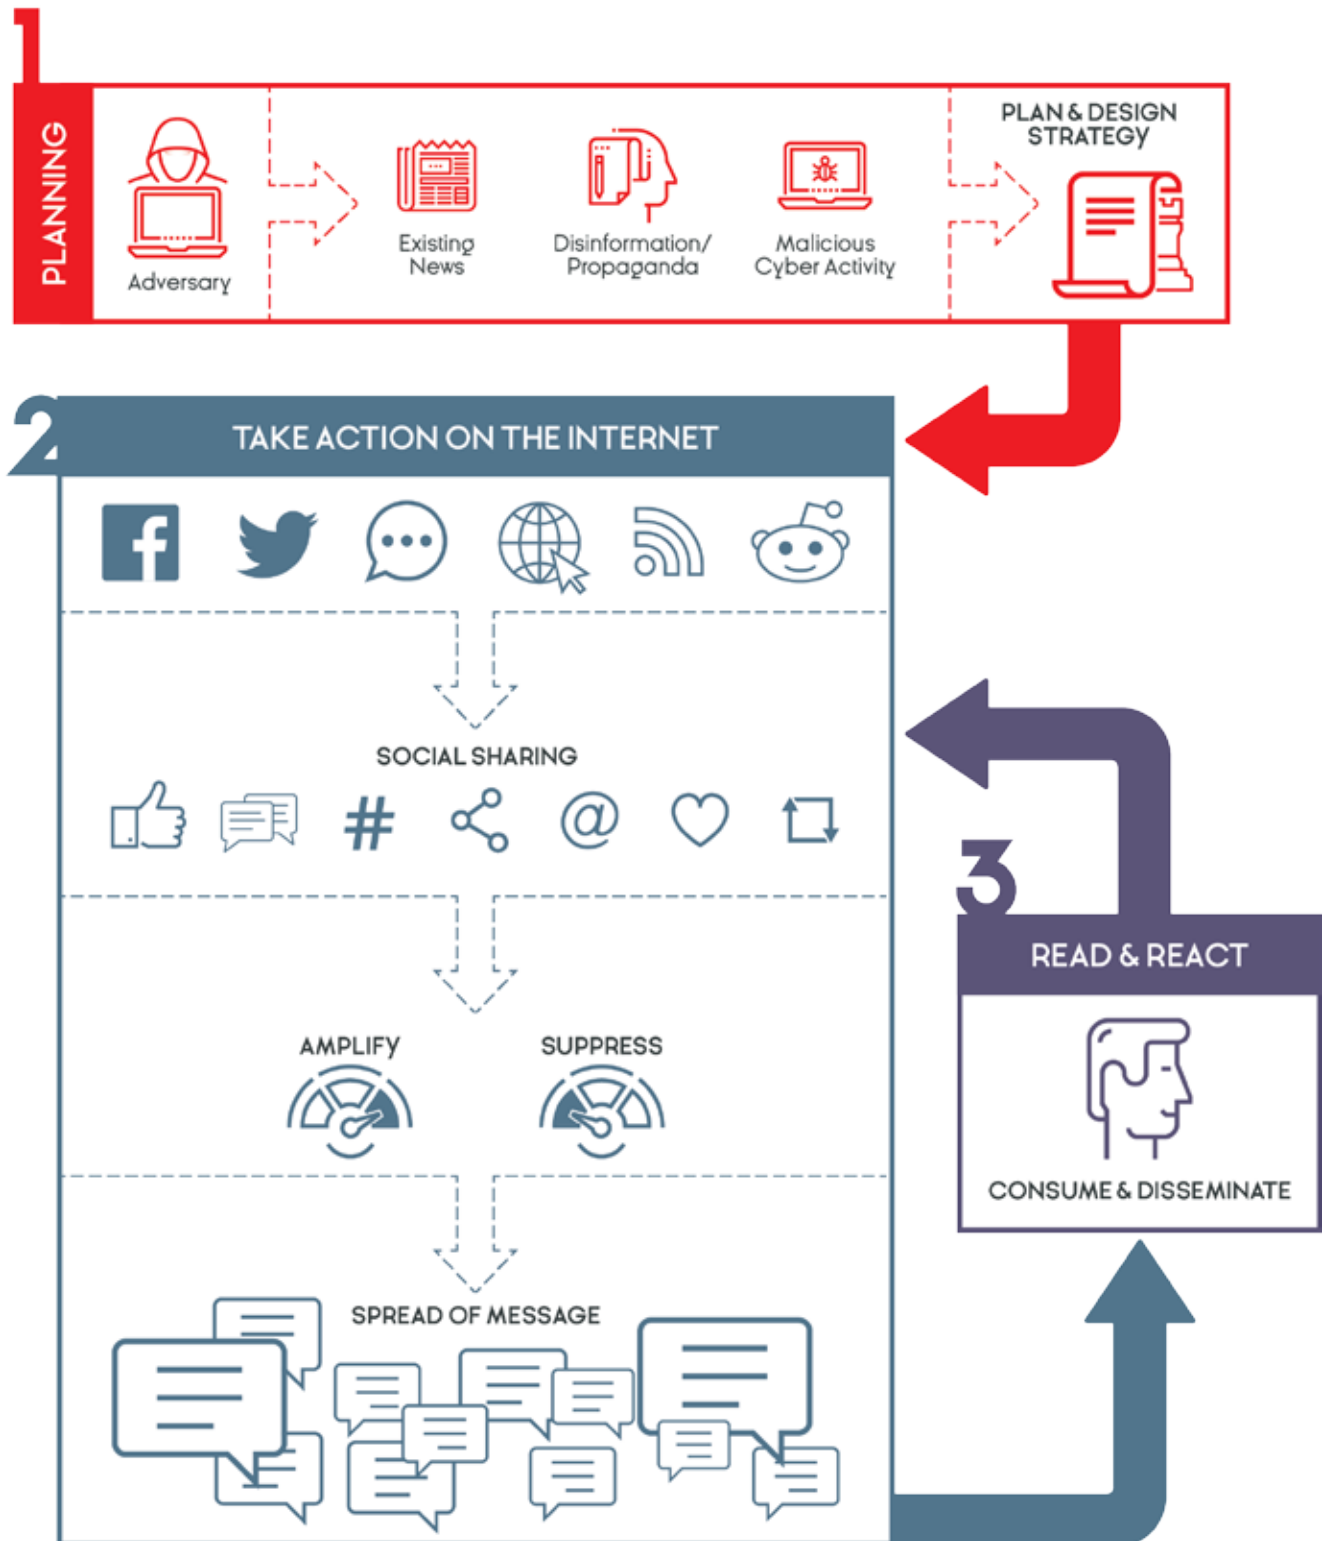 1
PLANNING
Adversary
Existing
News
Disinformation/
Propaganda
Malicious
Cyber Activity
PLAN & DESIGN
STRATEGY
2
TAKE ACTION ON THE INTERNET
f
SOCIAL SHARING
#
@
AMPLIFY
SUPPRESS
SPREAD OF MESSAGE
3
READ & REACT
CONSUME & DISSEMINATE